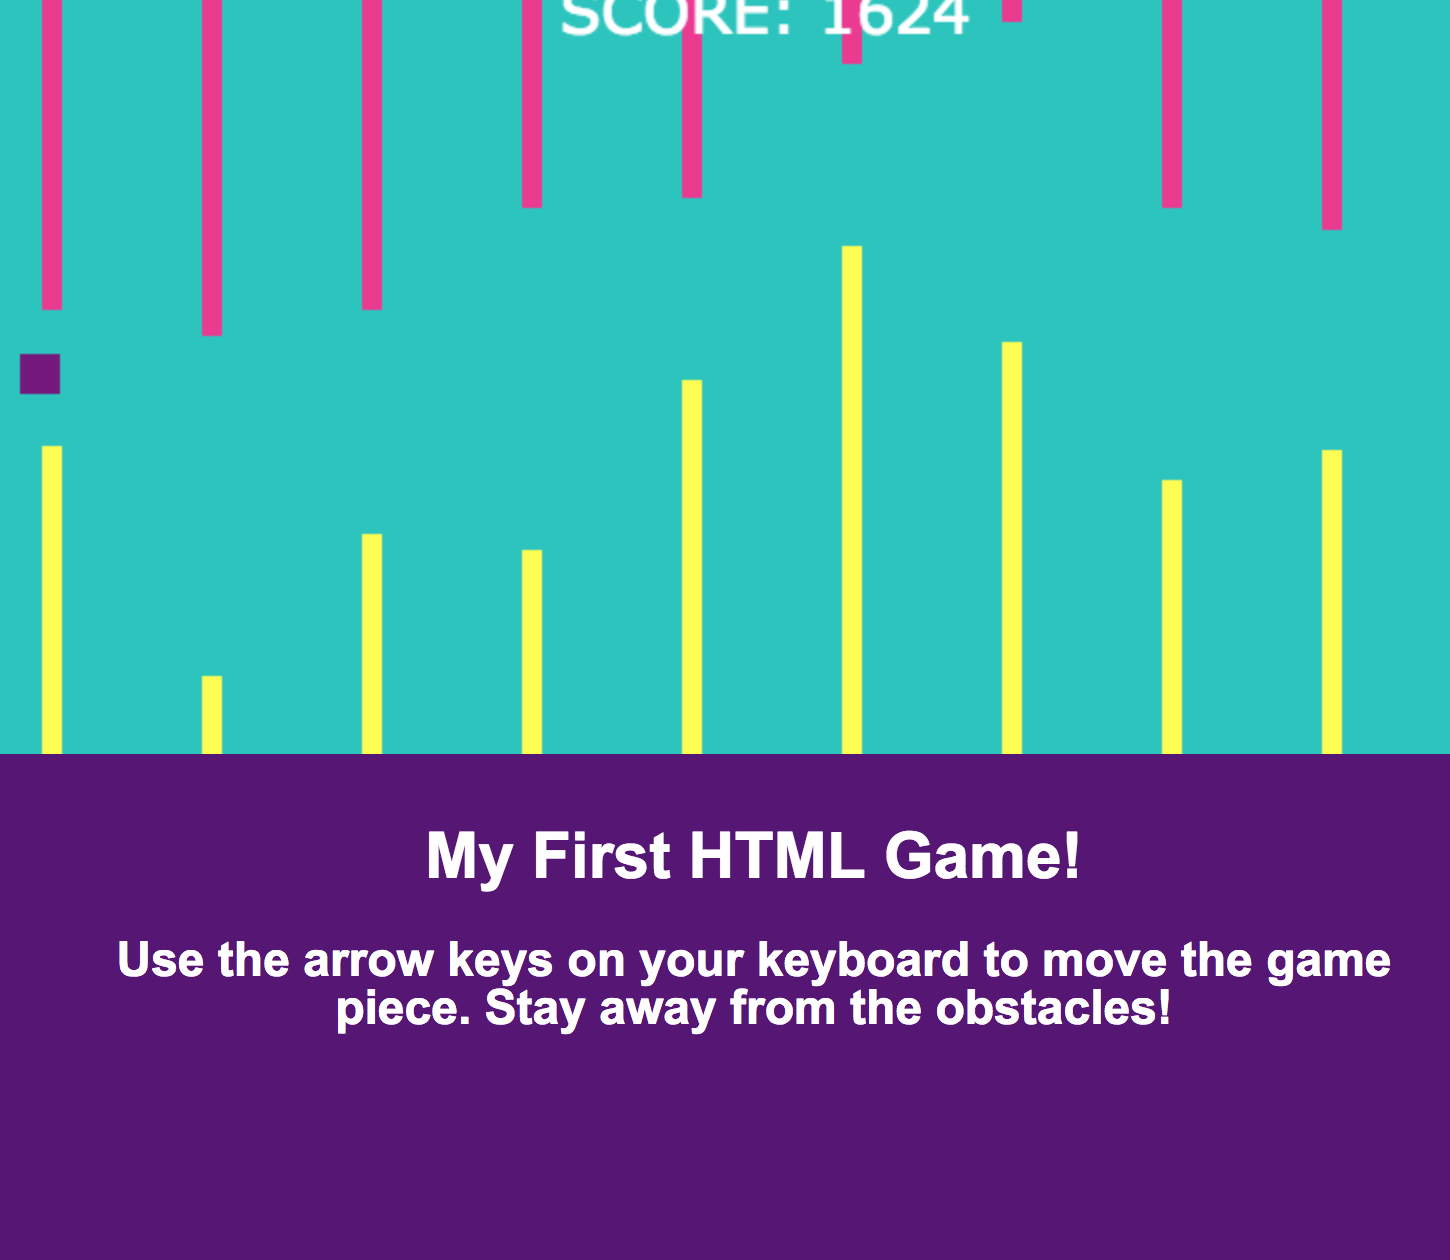 SCORE: 1624
My First HTML Game!
Use the arrow keys on your keyboard to move the game
piece. Stay away from the obstacles!